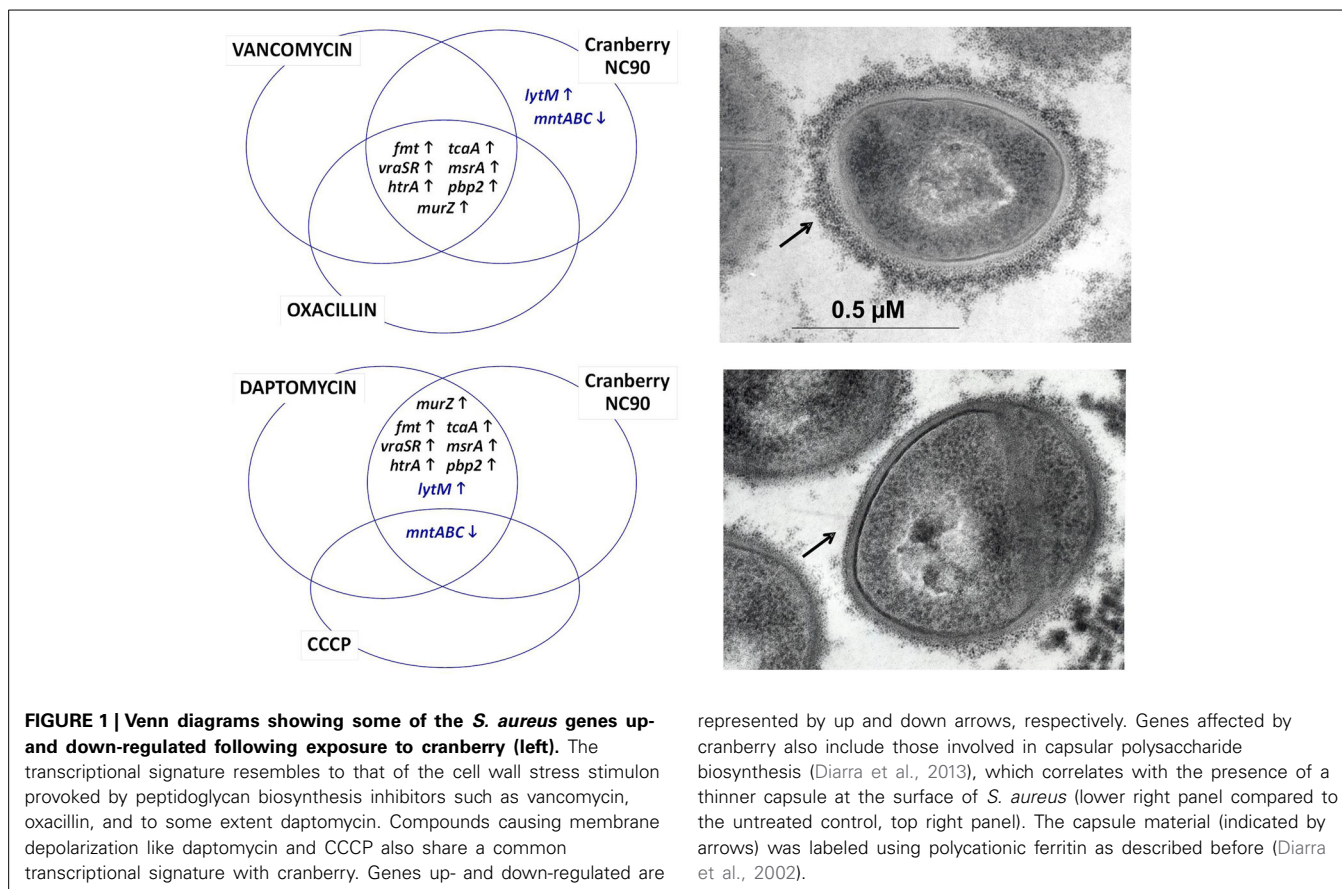 VANCOMYCIN
Cranberry
NC90
lytM ↑
mntABC ↓
fmt ↑ tcaA ↑
vraSR ↑ msrA ↑
htrA ↑ pbp2 ↑
murZ ↑
OXACILLIN
0.5 µM
DAPTOMYCIN
Cranberry
NC90
murZ ↑
fmt ↑ tcaA ↑
vraSR ↑ msrA ↑
htrA ↑ pbp2 ↑
lytM ↑
mntABC ↓
CCCP
FIGURE 1 | Venn diagrams showing some of the S. aureus genes up-
and down-regulated following exposure to cranberry (left). The
transcriptional signature resembles to that of the cell wall stress stimulon
provoked by peptidoglycan biosynthesis inhibitors such as vancomycin,
oxacillin, and to some extent daptomycin. Compounds causing membrane
depolarization like daptomycin and CCCP also share a common
transcriptional signature with cranberry. Genes up- and down-regulated are
represented by up and down arrows, respectively. Genes affected by
cranberry also include those involved in capsular polysaccharide
biosynthesis (Diarra et al., 2013), which correlates with the presence of a
thinner capsule at the surface of S. aureus (lower right panel compared to
the untreated control, top right panel). The capsule material (indicated by
arrows) was labeled using polycationic ferritin as described before (Diarra
et al., 2002).